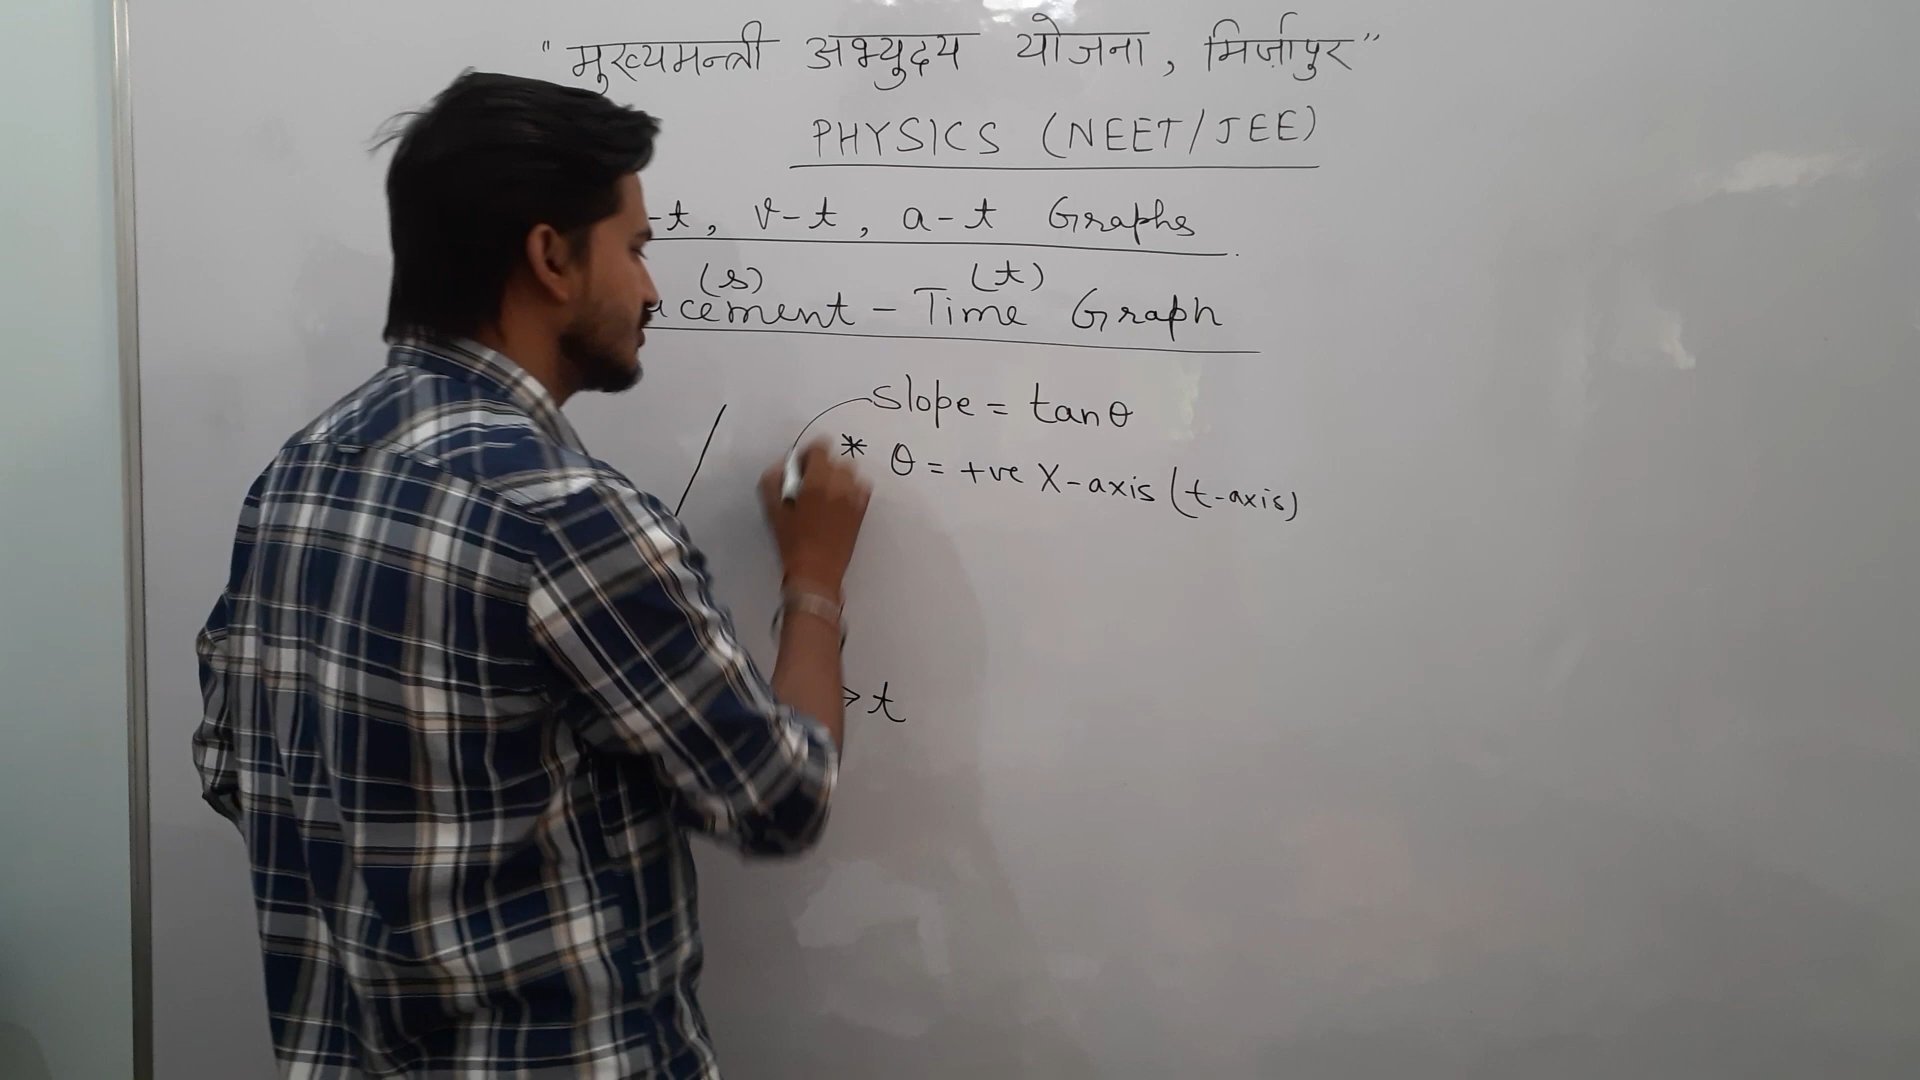 "मुख्यमन्त्री अभ्युदय योजना, मिर्ज़ापुर"
PHYSICS (NEET/JEE)
-t, v-t, a-t Graphs.
(s) (t)
acement - Time Graph
slope = tanθ
* θ = +ve X-axis (t-axis)
→ t